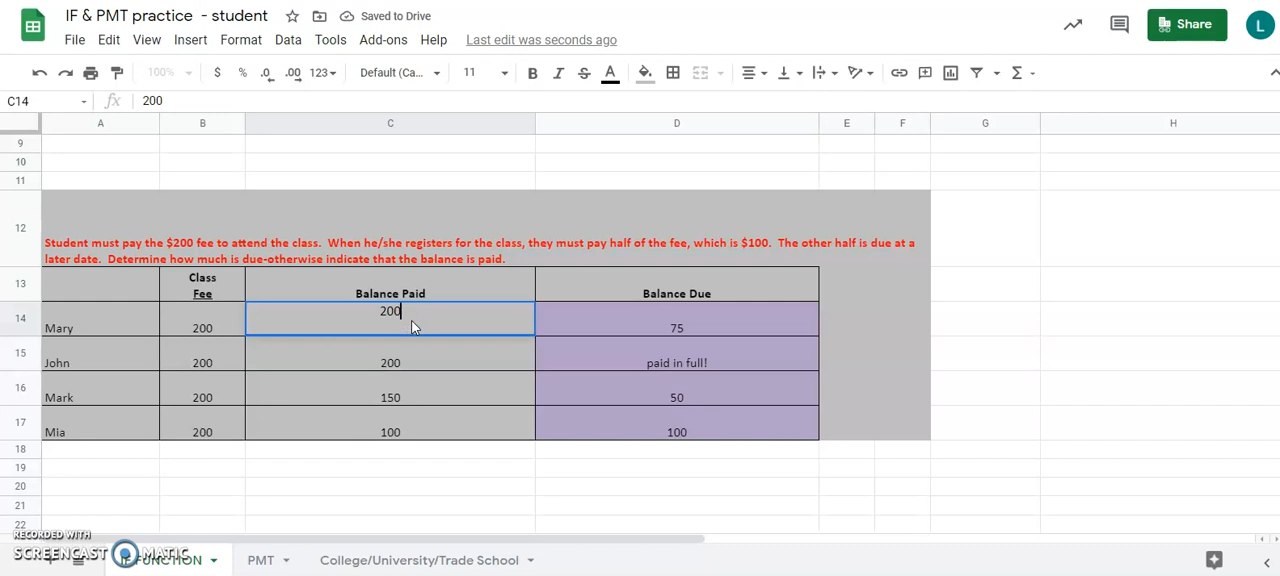 IF & PMT practice - student
Saved to Drive
Share
L
File Edit View Insert Format Data Tools Add-ons Help Last edit was seconds ago
100% $ % .0 .00 123 Default (Ca... 11 B I S A
C14 fx 200
A B C D E F G H
9
10
11
12
Student must pay the $200 fee to attend the class. When he/she registers for the class, they must pay half of the fee, which is $100. The other half is due at a
later date. Determine how much is due-otherwise indicate that the balance is paid.
13 Class Fee Balance Paid Balance Due
14 Mary 200 200 75
15 John 200 200 paid in full!
16 Mark 200 150 50
17 Mia 200 100 100
18
19
20
21
22
RECORDED WITH
SCREENCAST MATIC
IF FUNCTION PMT College/University/Trade School